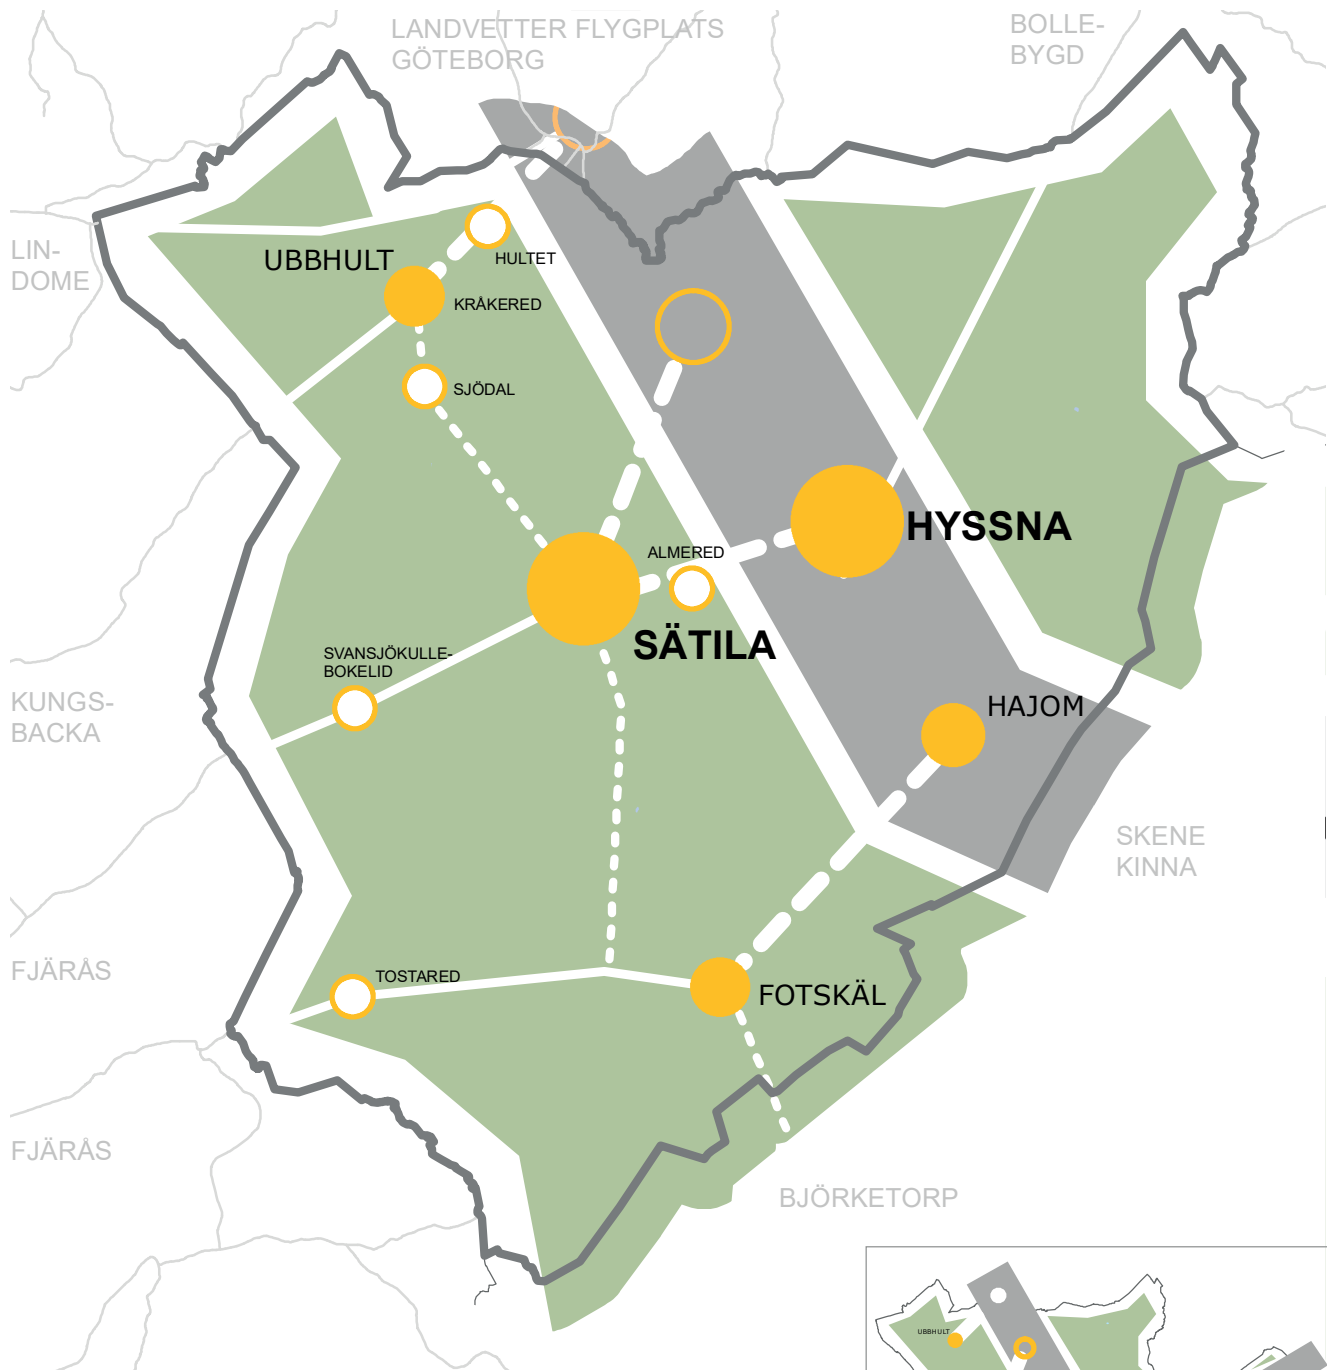 LANDVETTER FLYGPLATS
GÖTEBORG
BOLLE-
BYGD
LIN-
DOME
UBBHULT
HULTET
KRÅKERED
SJÖDAL
HYSSNA
ALMERED
SÄTILA
SVANSJÖKULLE-
BOKELID
KUNGS-
BACKA
HAJOM
SKENE
KINNA
FJÄRÅS
TOSTARED
FOTSKÄL
FJÄRÅS
BJÖRKETORP
UBBHULT